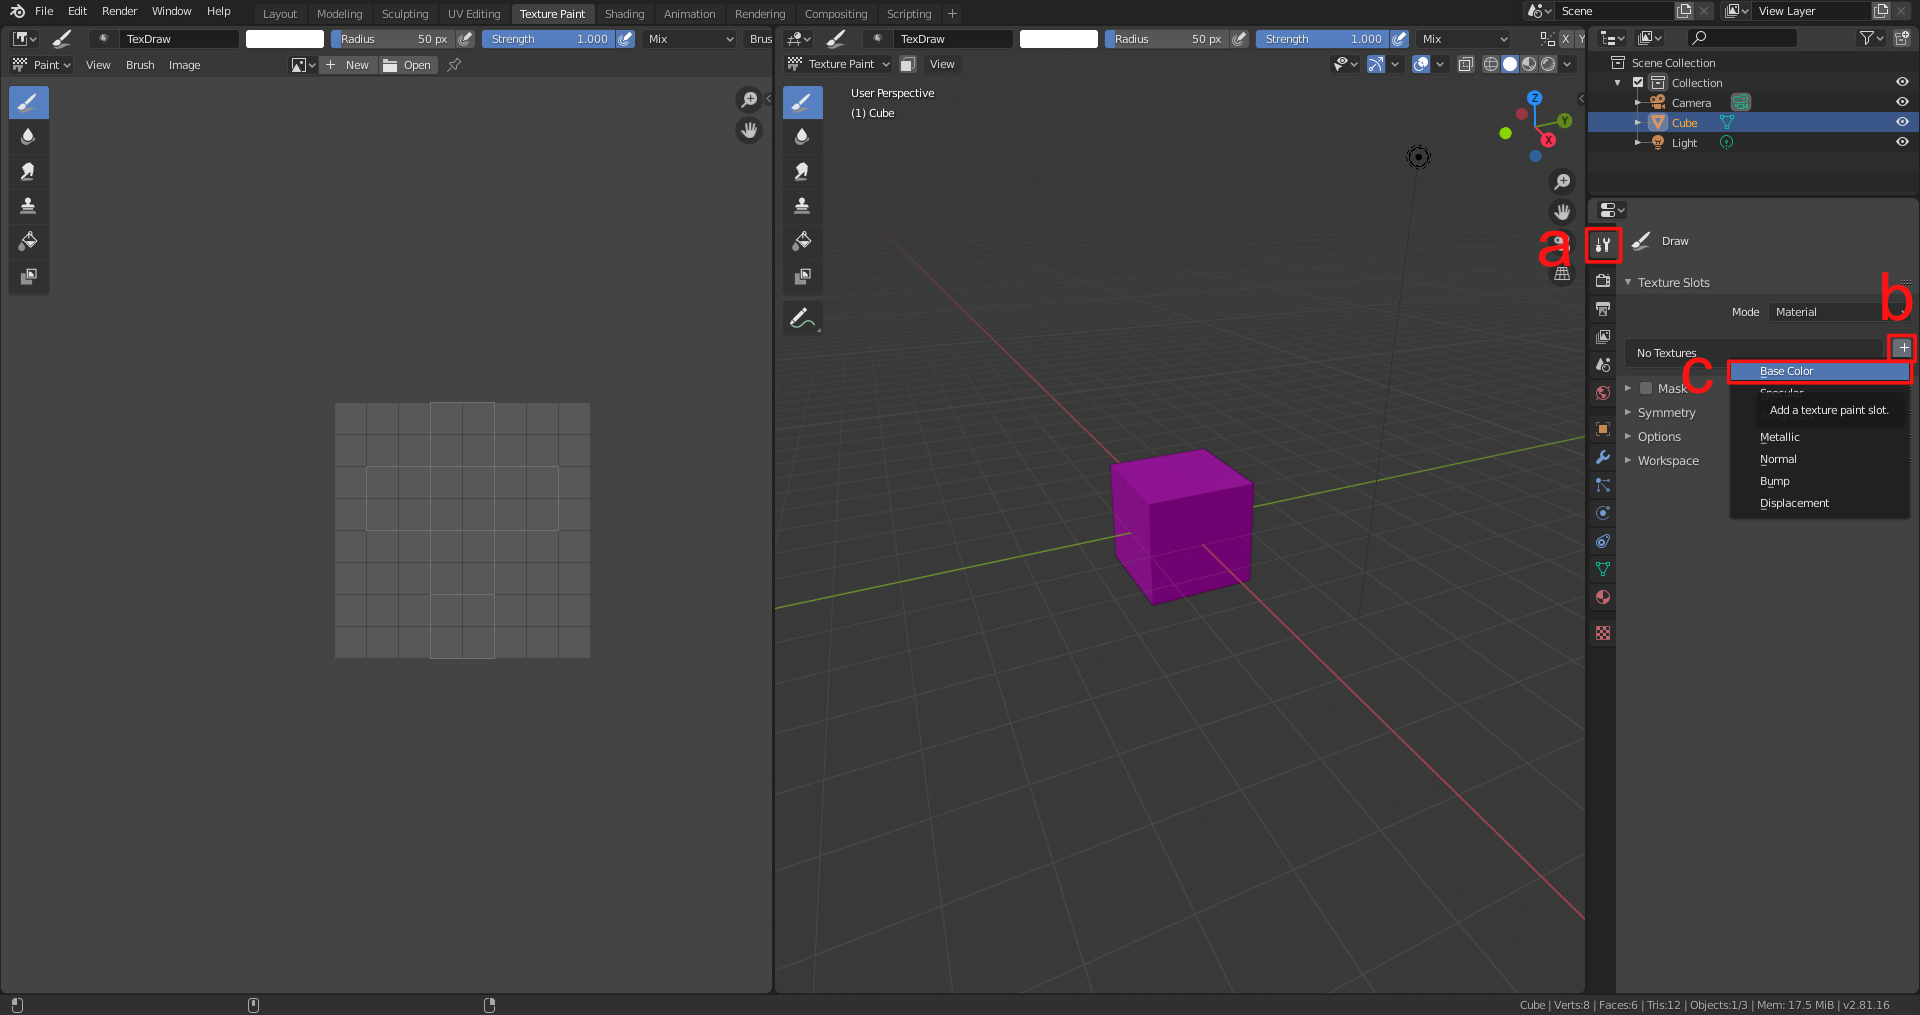 File Edit Render Window Help Layout Modeling Sculpting UV Editing Texture Paint Shading Animation Rendering Compositing Scripting + Scene View Layer
TexDraw Radius 50 px Strength 1.000 Mix Brus
TexDraw Radius 50 px Strength 1.000 Mix X Y
Paint View Brush Image + New Open
Texture Paint View
User Perspective
(1) Cube
Z
Y
X
Scene Collection
Collection
Camera
Cube
Light
a
Draw
Texture Slots
b
Mode Material
No Textures
+
c
Base Color
Mask
Specular
Add a texture paint slot.
Symmetry
Options
Metallic
Workspace
Normal
Bump
Displacement
Cube | Verts:8 | Faces:6 | Tris:12 | Objects:1/3 | Mem: 17.5 MiB | v2.81.16